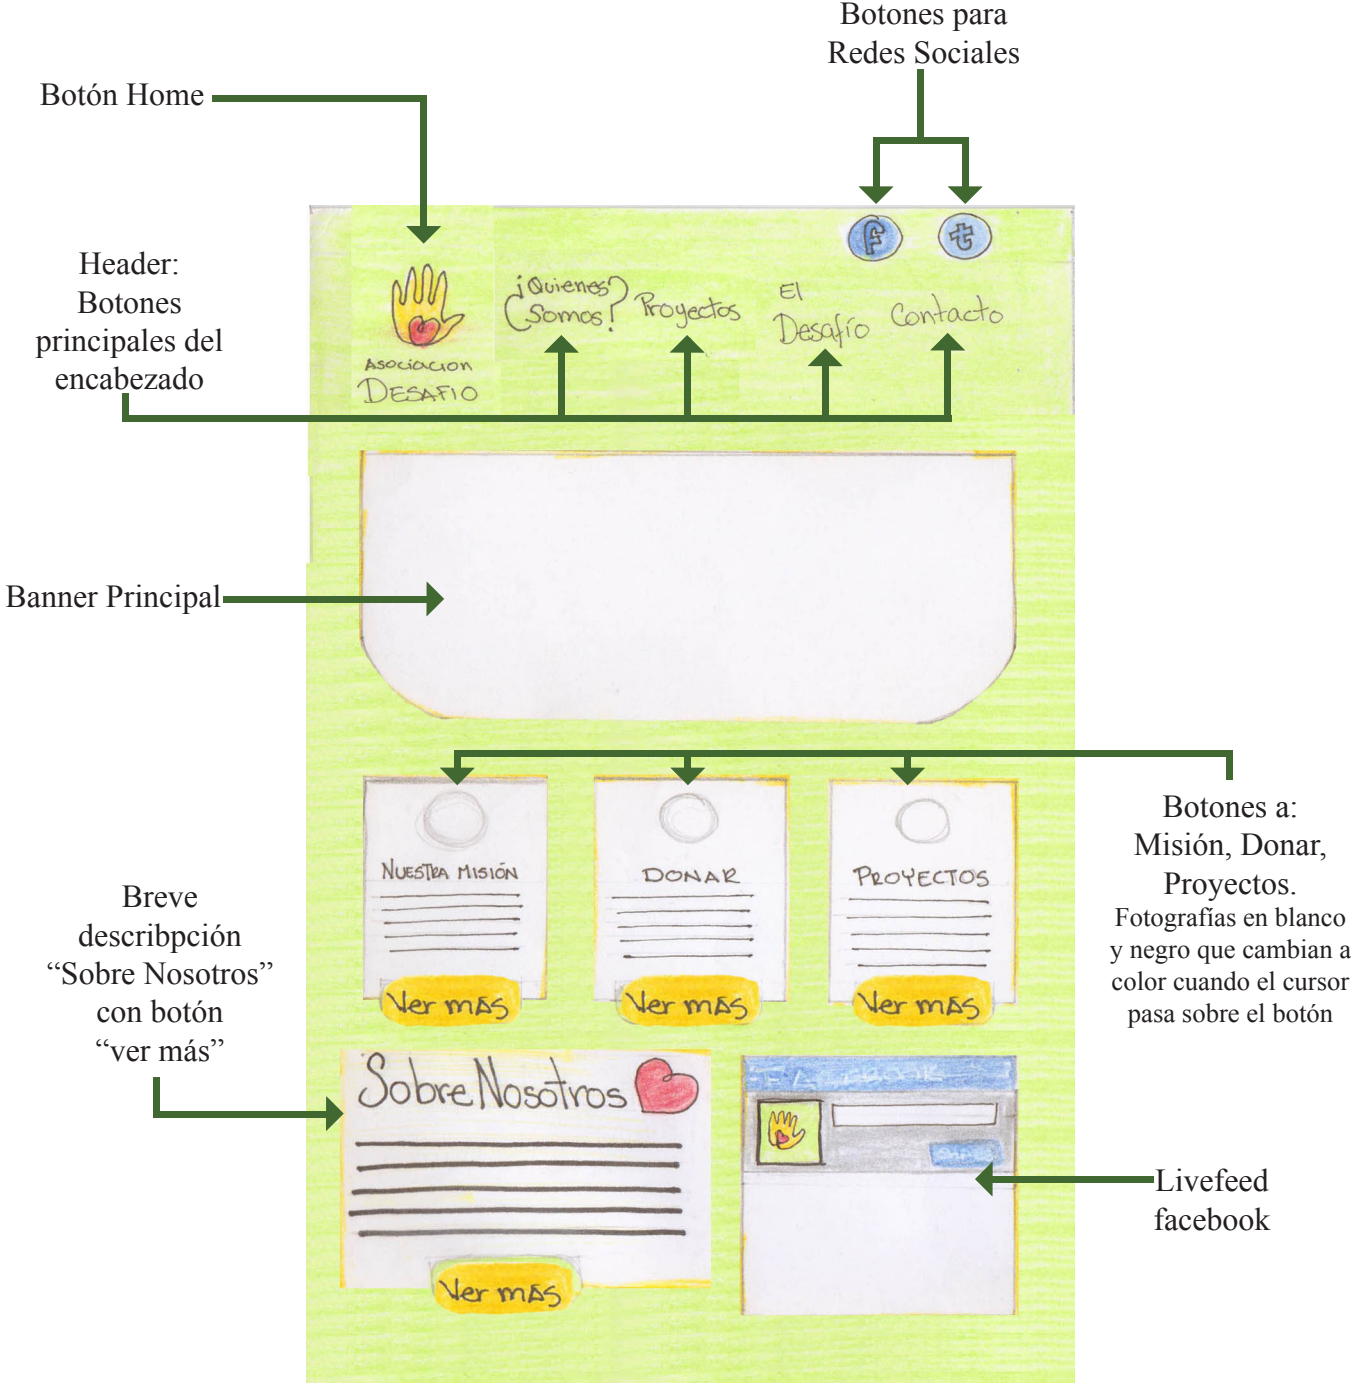 Botones para
Redes Sociales
Botón Home
f
t
Header:
Botones
principales del
encabezado
¿Quienes
Somos?
Proyectos
El
Desafío
Contacto
Asociacion
DESAFIO
Banner Principal
Botones a:
Misión, Donar,
Proyectos.
Fotografías en blanco
y negro que cambian a
color cuando el cursor
pasa sobre el botón
NUESTRA MISIÓN
DONAR
PROYECTOS
Ver más
Ver más
Ver más
Breve
describpción
“Sobre Nosotros”
con botón
“ver más”
Sobre Nosotros
Ver más
Livefeed
facebook